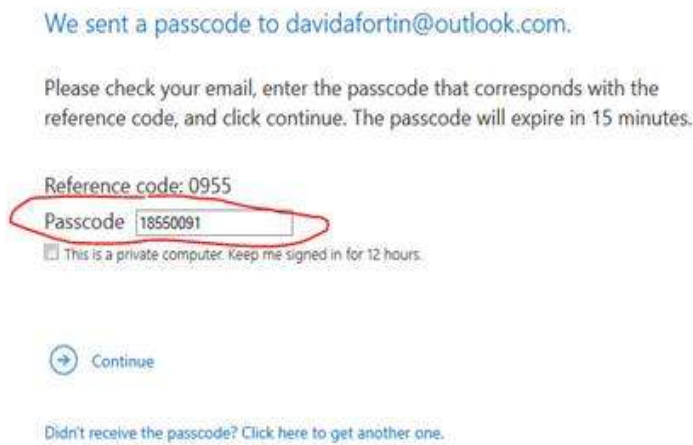 We sent a passcode to davidafortin@outlook.com.
Please check your email, enter the passcode that corresponds with the
reference code, and click continue. The passcode will expire in 15 minutes.
Reference code: 0955
Passcode 18550091
This is a private computer. Keep me signed in for 12 hours.
Continue
Didn't receive the passcode? Click here to get another one.